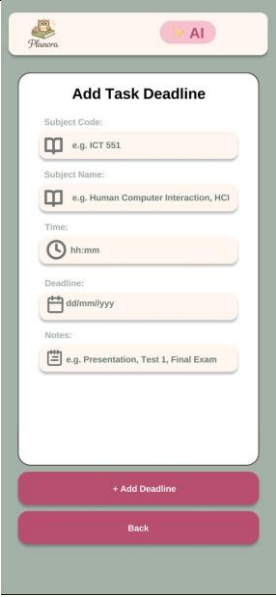 Plannora
AI
Add Task Deadline
Subject Code:
e.g. ICT 551
Subject Name:
e.g. Human Computer Interaction, HCI
Time:
hh:mm
Deadline:
dd/mm//yyy
Notes:
e.g. Presentation, Test 1, Final Exam
+ Add Deadline
Back